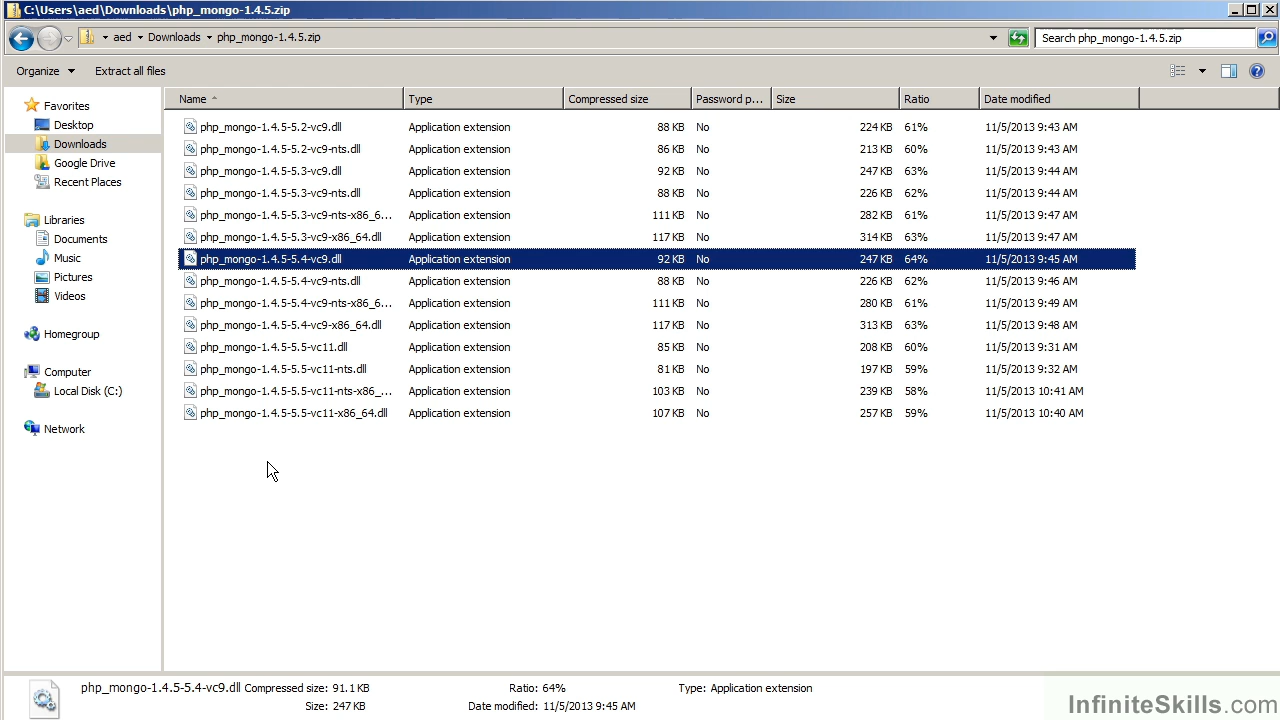 C:\Users\aed\Downloads\php_mongo-1.4.5.zip
aed Downloads php_mongo-1.4.5.zip Search php_mongo-1.4.5.zip
Organize Extract all files
Name Type Compressed size Password p... Size Ratio Date modified
Favorites
Desktop
Downloads
Google Drive
Recent Places
Libraries
Documents
Music
Pictures
Videos
Homegroup
Computer
Local Disk (C:)
Network
php_mongo-1.4.5-5.2-vc9.dll Application extension 88 KB No 224 KB 61% 11/5/2013 9:43 AM
php_mongo-1.4.5-5.2-vc9-nts.dll Application extension 86 KB No 213 KB 60% 11/5/2013 9:43 AM
php_mongo-1.4.5-5.3-vc9.dll Application extension 92 KB No 247 KB 63% 11/5/2013 9:44 AM
php_mongo-1.4.5-5.3-vc9-nts.dll Application extension 88 KB No 226 KB 62% 11/5/2013 9:44 AM
php_mongo-1.4.5-5.3-vc9-nts-x86_6... Application extension 111 KB No 282 KB 61% 11/5/2013 9:47 AM
php_mongo-1.4.5-5.3-vc9-x86_64.dll Application extension 117 KB No 314 KB 63% 11/5/2013 9:47 AM
php_mongo-1.4.5-5.4-vc9.dll Application extension 92 KB No 247 KB 64% 11/5/2013 9:45 AM
php_mongo-1.4.5-5.4-vc9-nts.dll Application extension 88 KB No 226 KB 62% 11/5/2013 9:46 AM
php_mongo-1.4.5-5.4-vc9-nts-x86_6... Application extension 111 KB No 280 KB 61% 11/5/2013 9:49 AM
php_mongo-1.4.5-5.4-vc9-x86_64.dll Application extension 117 KB No 313 KB 63% 11/5/2013 9:48 AM
php_mongo-1.4.5-5.5-vc11.dll Application extension 85 KB No 208 KB 60% 11/5/2013 9:31 AM
php_mongo-1.4.5-5.5-vc11-nts.dll Application extension 81 KB No 197 KB 59% 11/5/2013 9:32 AM
php_mongo-1.4.5-5.5-vc11-nts-x86_... Application extension 103 KB No 239 KB 58% 11/5/2013 10:41 AM
php_mongo-1.4.5-5.5-vc11-x86_64.dll Application extension 107 KB No 257 KB 59% 11/5/2013 10:40 AM
php_mongo-1.4.5-5.4-vc9.dll Compressed size: 91.1 KB Ratio: 64% Type: Application extension
Size: 247 KB Date modified: 11/5/2013 9:45 AM
InfiniteSkills.com